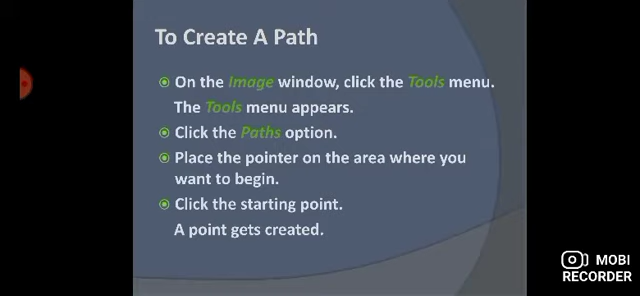 To Create A Path
On the Image window, click the Tools menu.
The Tools menu appears.
Click the Paths option.
Place the pointer on the area where you
want to begin.
Click the starting point.
A point gets created.
MOBI
RECORDER